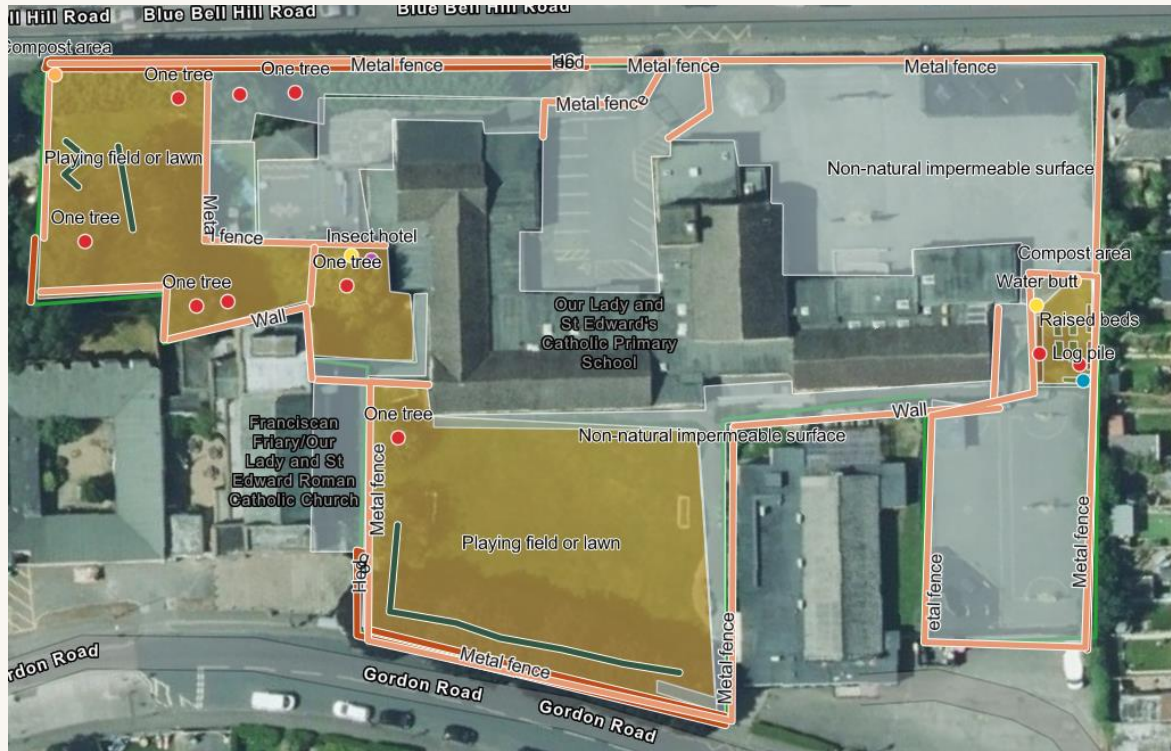 ll Hill Road
Blue Bell Hill Road
Blue Bell Hill Road
Compost area
One tree
One tree
Metal fence
Metal fence
Metal fence
Metal fence
Playing field or lawn
Non-natural impermeable surface
One tree
Metal fence
Insect hotel
One tree
Compost area
One tree
Water butt
Wall
Our Lady and
St Edward's
Catholic Primary
School
Raised beds
Log pile
One tree
Wall
Franciscan
Friary/Our
Lady and St
Edward Roman
Catholic Church
Non-natural impermeable surface
Metal fence
Playing field or lawn
Metal fence
etal fence
Metal fence
Metal fence
ordon Road
Gordon Road
Gordon Road